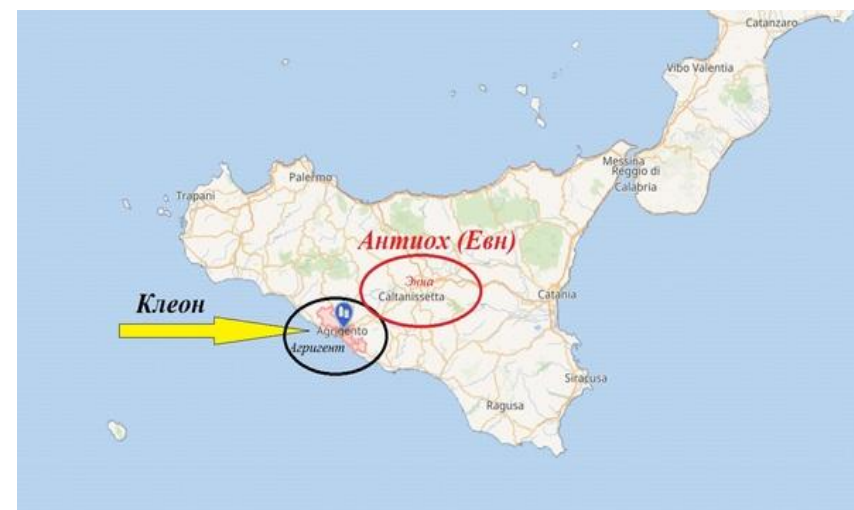 Catanzaro
Vibo Valentia
Messina
Reggio di
Calabria
Palermo
Trapani
Антиох (Евн)
Энна
Caltanissetta
Catania
Клеон
Agrigento
Агригент
Siracusa
Ragusa